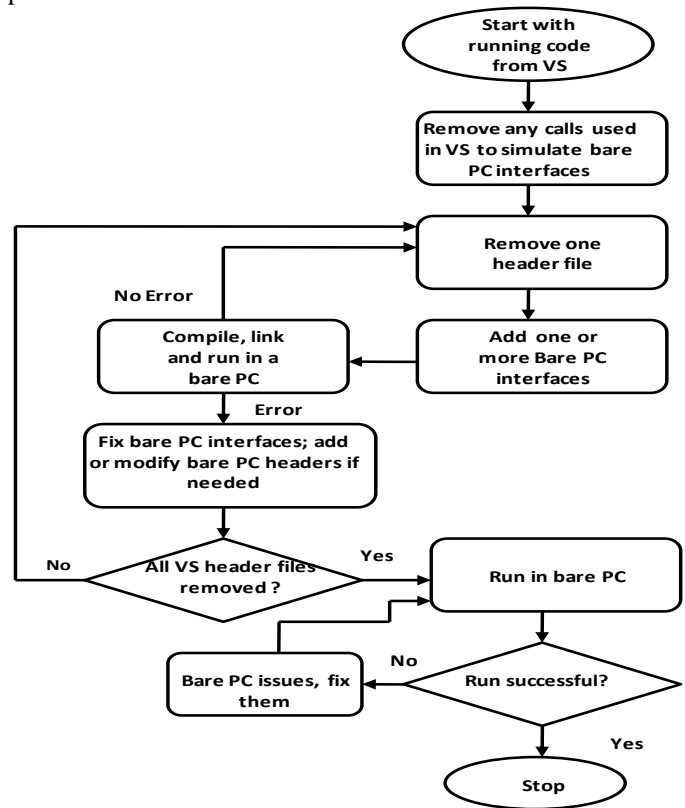 Start with
running code
from VS
Remove any calls used
in VS to simulate bare
PC interfaces
Remove one
header file
No Error
Compile, link
and run in a
bare PC
Add one or
more Bare PC
interfaces
Error
Fix bare PC interfaces; add
or modify bare PC headers if
needed
No
All VS header files
removed ?
Yes
Run in bare PC
Bare PC issues, fix
them
No
Run successful?
Yes
Stop